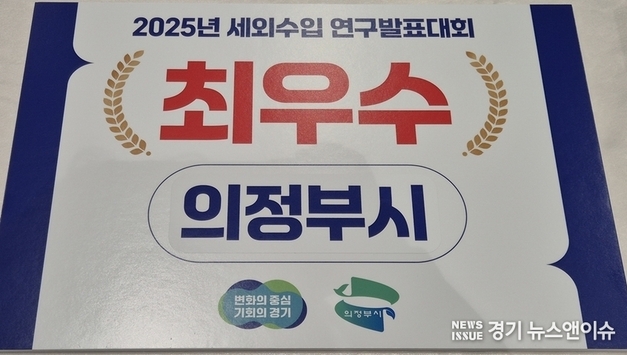 2025년 세외수입 연구발표대회
최우수
의정부시
변화의 중심
기회의 경기
의정부시
NEWS
ISSUE 경기 뉴스앤이슈